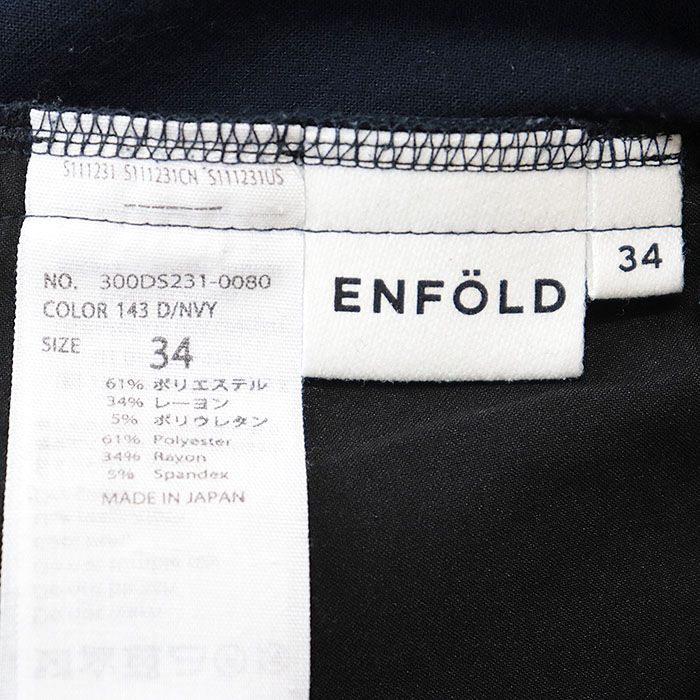 S111231 S111231CN *S111231US
NO. 300DS231-0080
COLOR 143 D/NVY
SIZE 34
61% ポリエステル
34% レーヨン
5% ポリウレタン
61% Polyester
34% Rayon
5% Spandex
MADE IN JAPAN
ENFÖLD
34